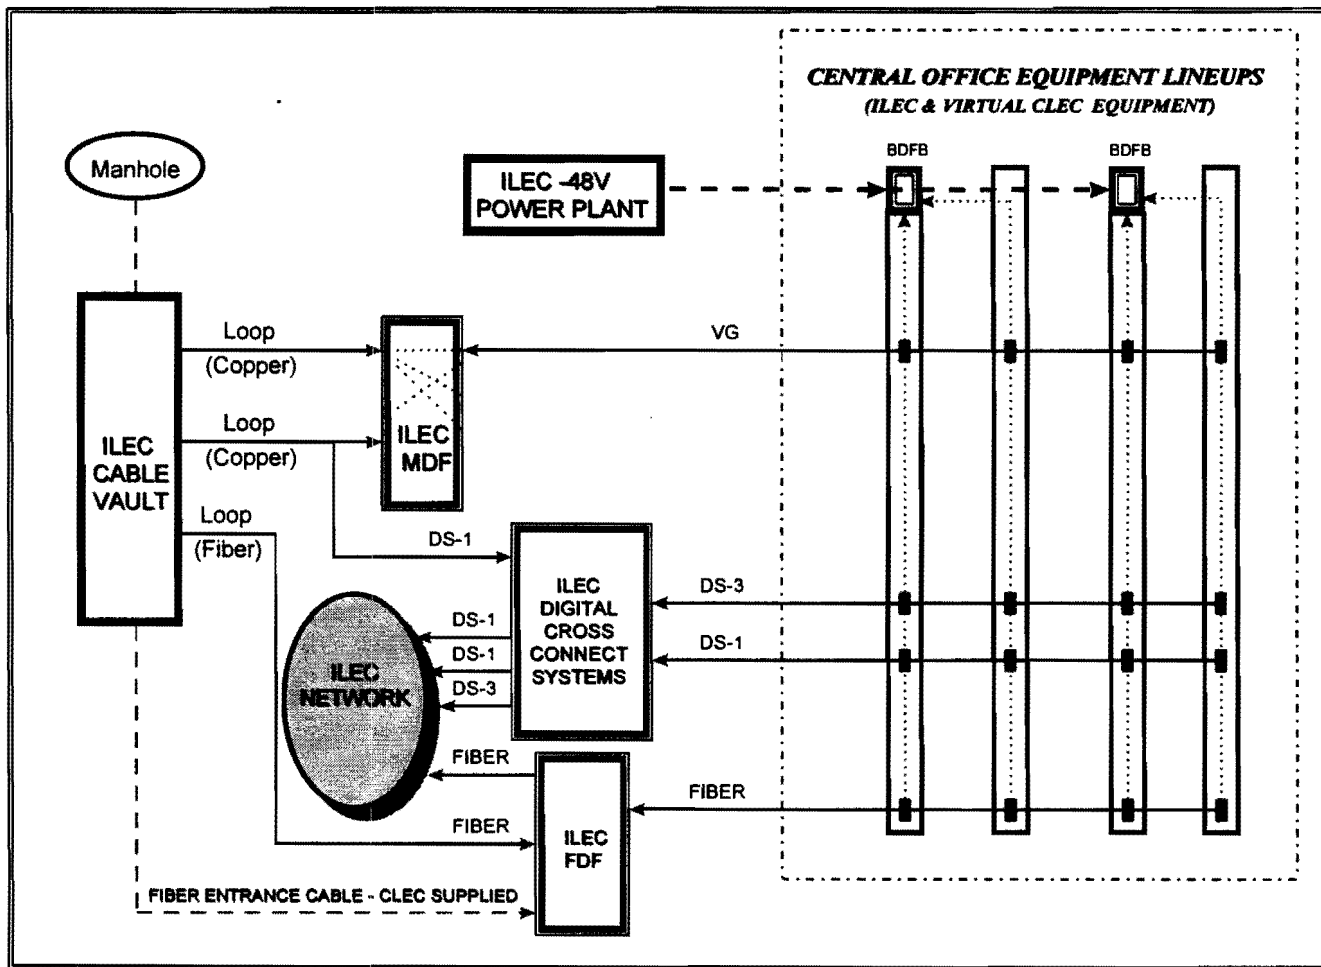 CENTRAL OFFICE EQUIPMENT LINEUPS
(ILEC & VIRTUAL CLEC EQUIPMENT)
BDFB
BDFB
Manhole
ILEC -48V
POWER PLANT
Loop
(Copper)
VG
Loop
(Copper)
ILEC
MDF
ILEC
CABLE
VAULT
Loop
(Fiber)
DS-1
ILEC
DIGITAL
CROSS
CONNECT
SYSTEMS
DS-3
DS-1
DS-1
DS-1
DS-3
ILEC
NETWORK
FIBER
FIBER
FIBER
ILEC
FDF
FIBER ENTRANCE CABLE - CLEC SUPPLIED